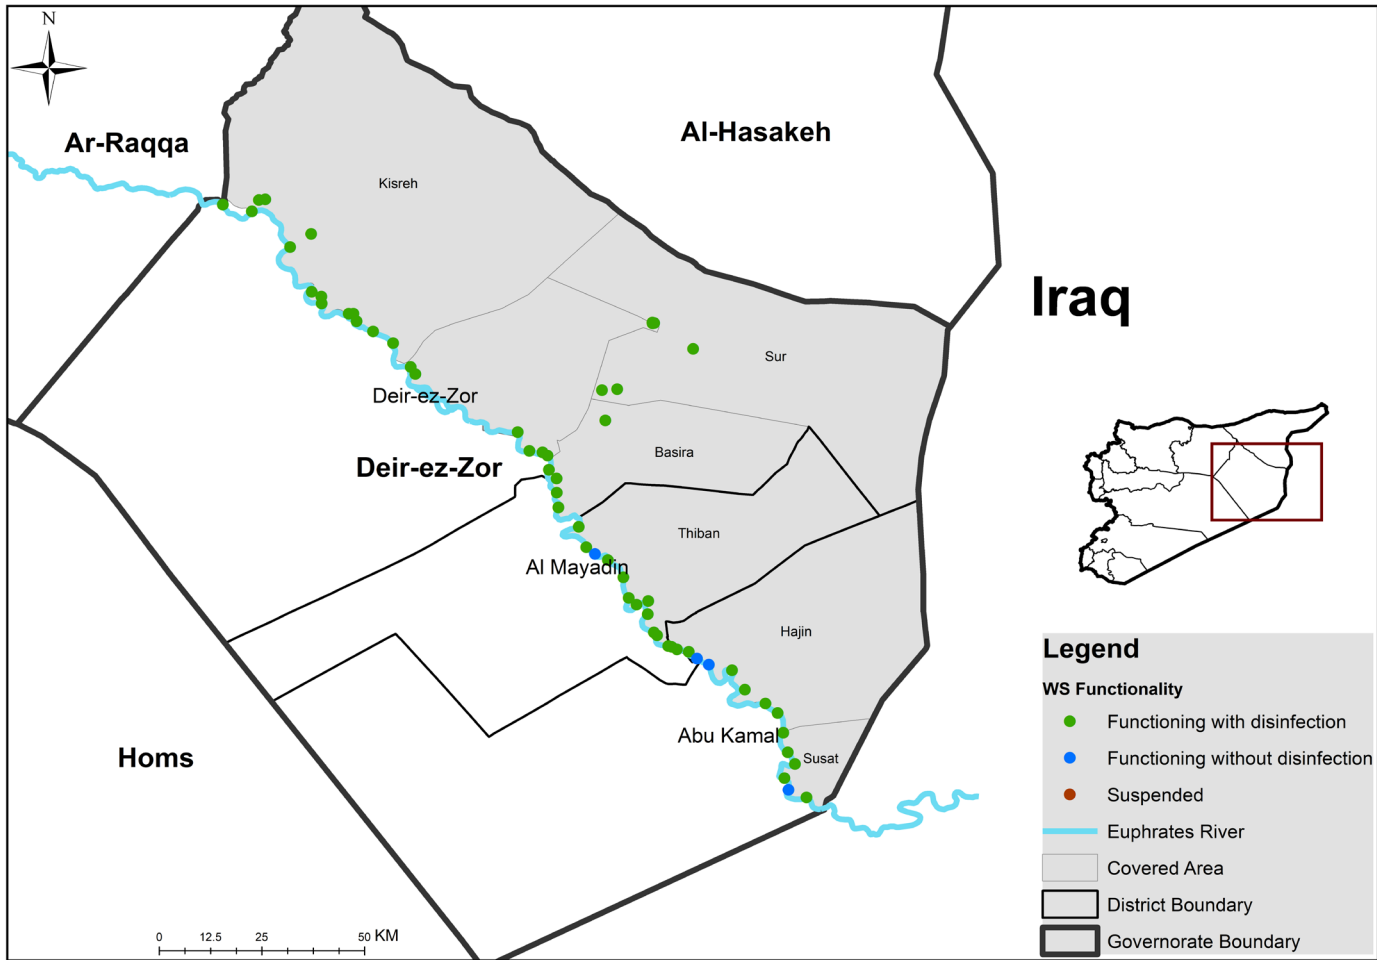 N
Ar-Raqqa
Al-Hasakeh
Kisreh
Iraq
Sur
Deir-ez-Zor
Basira
Deir-ez-Zor
Thiban
Al Mayadin
Hajin
Abu Kamal
Homs
Susat
Legend
WS Functionality
Functioning with disinfection
Functioning without disinfection
Suspended
Euphrates River
Covered Area
District Boundary
Governorate Boundary
0 12.5 25 50 KM